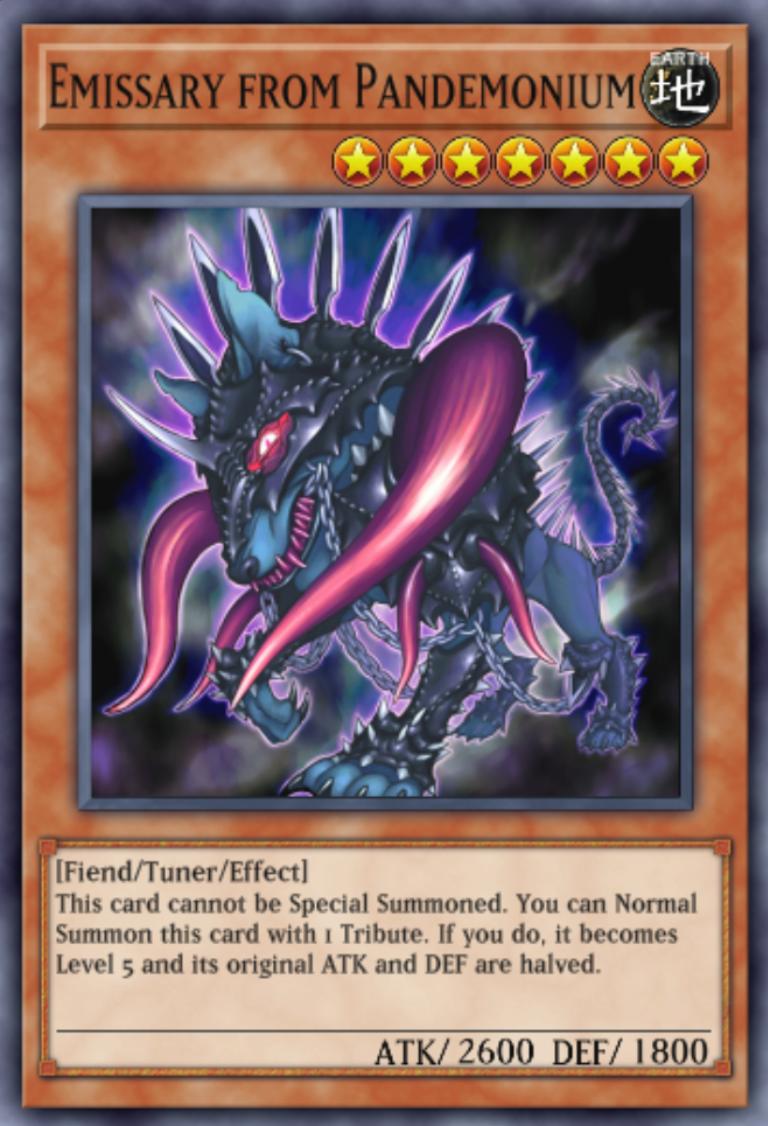 EMISSARY FROM PANDEMONIUM
EARTH
地
[Fiend/Tuner/Effect]
This card cannot be Special Summoned. You can Normal
Summon this card with 1 Tribute. If you do, it becomes
Level 5 and its original ATK and DEF are halved.
ATK/ 2600 DEF/ 1800